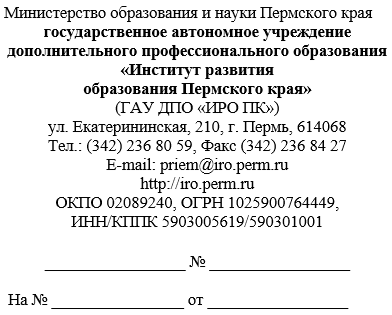 Министерство образования и науки Пермского края
государственное автономное учреждение
дополнительного профессионального образования
«Институт развития
образования Пермского края»
(ГАУ ДПО «ИРО ПК»)
ул. Екатерининская, 210, г. Пермь, 614068
Тел.: (342) 236 80 59, Факс (342) 236 84 27
E-mail: priem@iro.perm.ru
http://iro.perm.ru
ОКПО 02089240, ОГРН 1025900764449,
ИНН/КППК 5903005619/590301001
_________________ № _________________
На № ________________ от _________________